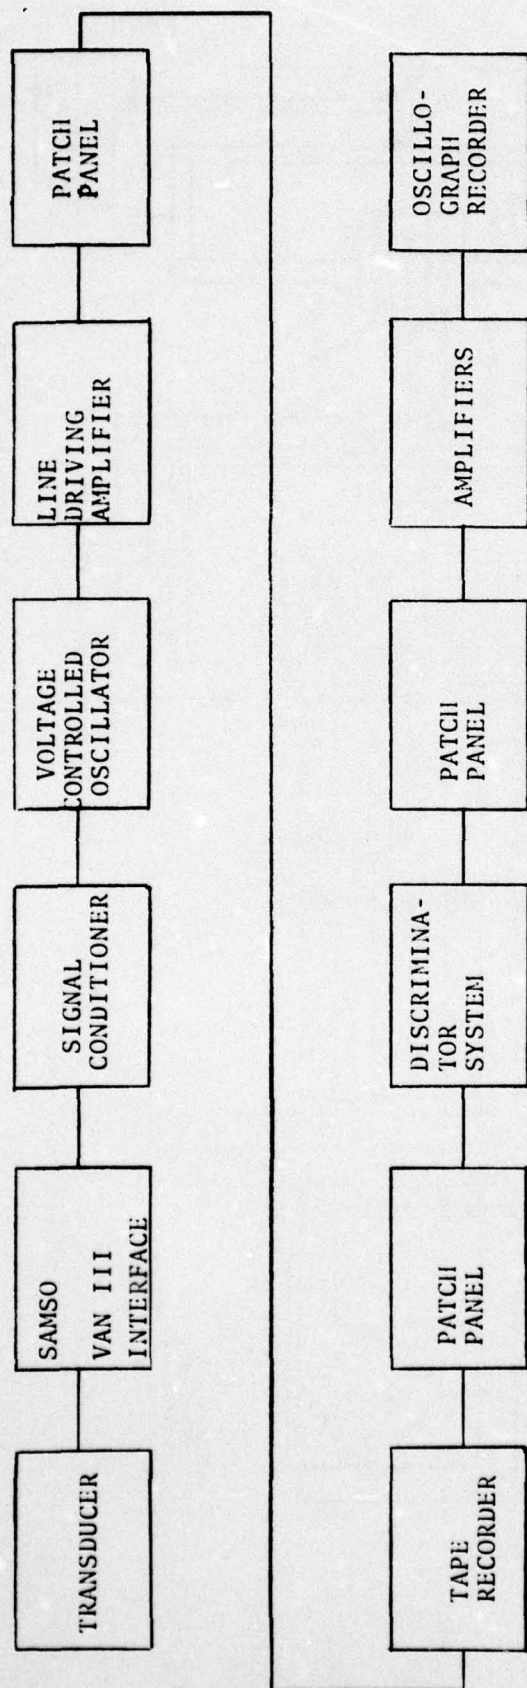 TRANSDUCER
SAMSO
VAN III
INTERFACE
SIGNAL
CONDITIONER
VOLTAGE
CONTROLLED
OSCILLATOR
LINE
DRIVING
AMPLIFIER
PATCH
PANEL
TAPE
RECORDER
PATCH
PANEL
DISCRIMINA-
TOR
SYSTEM
PATCH
PANEL
AMPLIFIERS
OSCILLO-
GRAPH
RECORDER